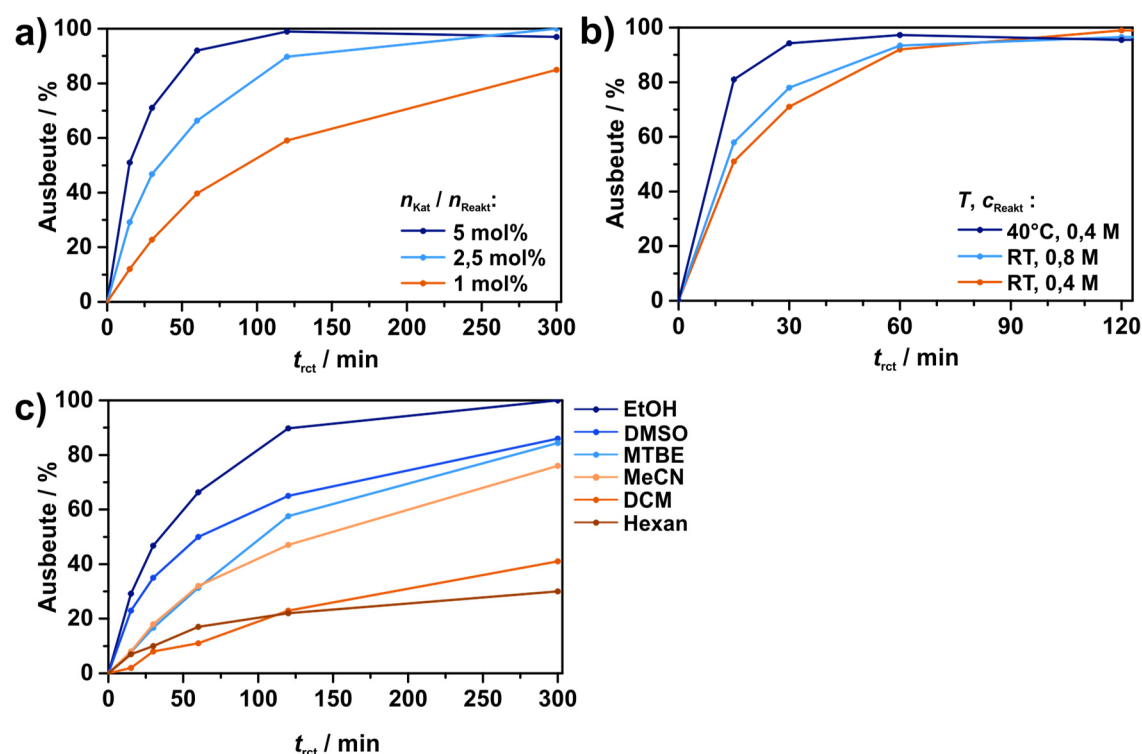 a)
Ausbeute / %
100
80
60
40
20
0
0 50 100 150 200 250 300
t_rct / min
n_Kat / n_Reakt:
5 mol%
2,5 mol%
1 mol%
b)
Ausbeute / %
100
80
60
40
20
0
0 30 60 90 120
t_rct / min
T, c_Reakt :
40°C, 0,4 M
RT, 0,8 M
RT, 0,4 M
c)
Ausbeute / %
100
80
60
40
20
0
0 50 100 150 200 250 300
t_rct / min
EtOH
DMSO
MTBE
MeCN
DCM
Hexan